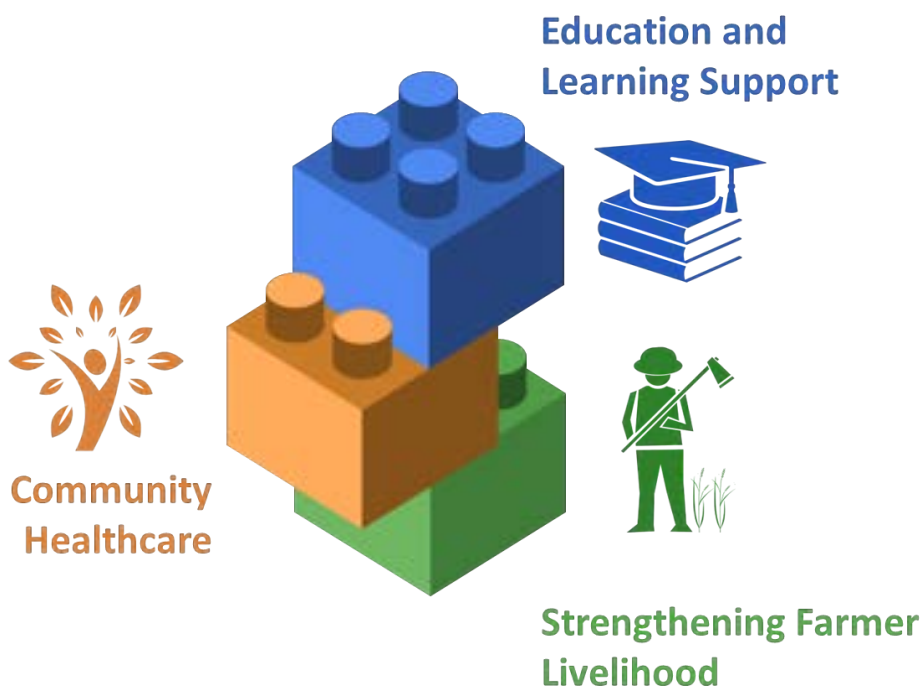 Education and
Learning Support
Community
Healthcare
Strengthening Farmer
Livelihood